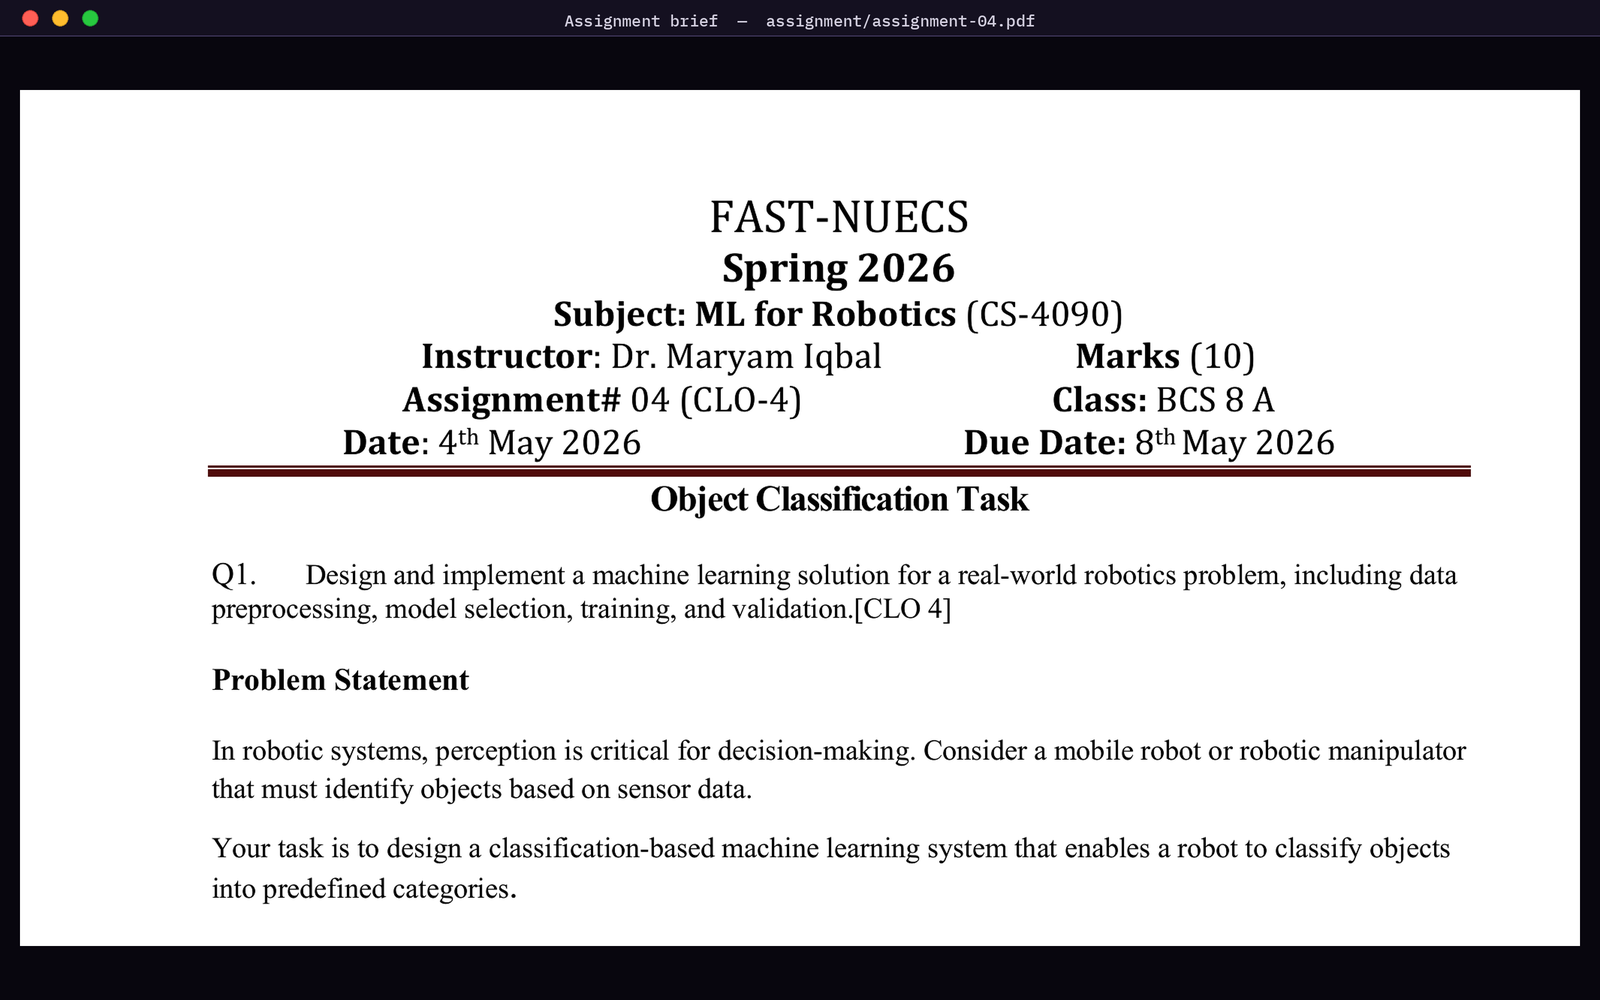 Assignment brief — assignment/assignment-04.pdf
FAST-NUECS
Spring 2026
Subject: ML for Robotics (CS-4090)
Instructor: Dr. Maryam Iqbal Marks (10)
Assignment# 04 (CLO-4) Class: BCS 8 A
Date: 4th May 2026 Due Date: 8th May 2026
Object Classification Task
Q1. Design and implement a machine learning solution for a real-world robotics problem, including data
preprocessing, model selection, training, and validation.[CLO 4]
Problem Statement
In robotic systems, perception is critical for decision-making. Consider a mobile robot or robotic manipulator
that must identify objects based on sensor data.
Your task is to design a classification-based machine learning system that enables a robot to classify objects
into predefined categories.